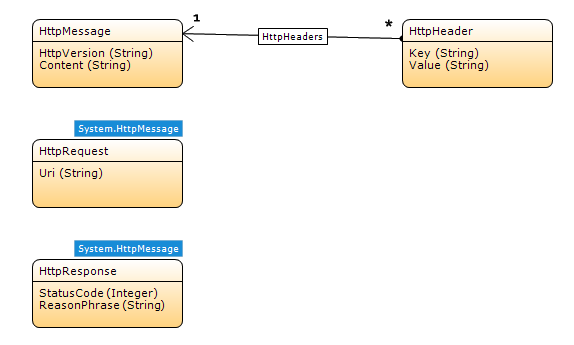 HttpMessage
HttpVersion (String)
Content (String)
1
HttpHeaders
*
HttpHeader
Key (String)
Value (String)
System.HttpMessage
HttpRequest
Uri (String)
System.HttpMessage
HttpResponse
StatusCode (Integer)
ReasonPhrase (String)